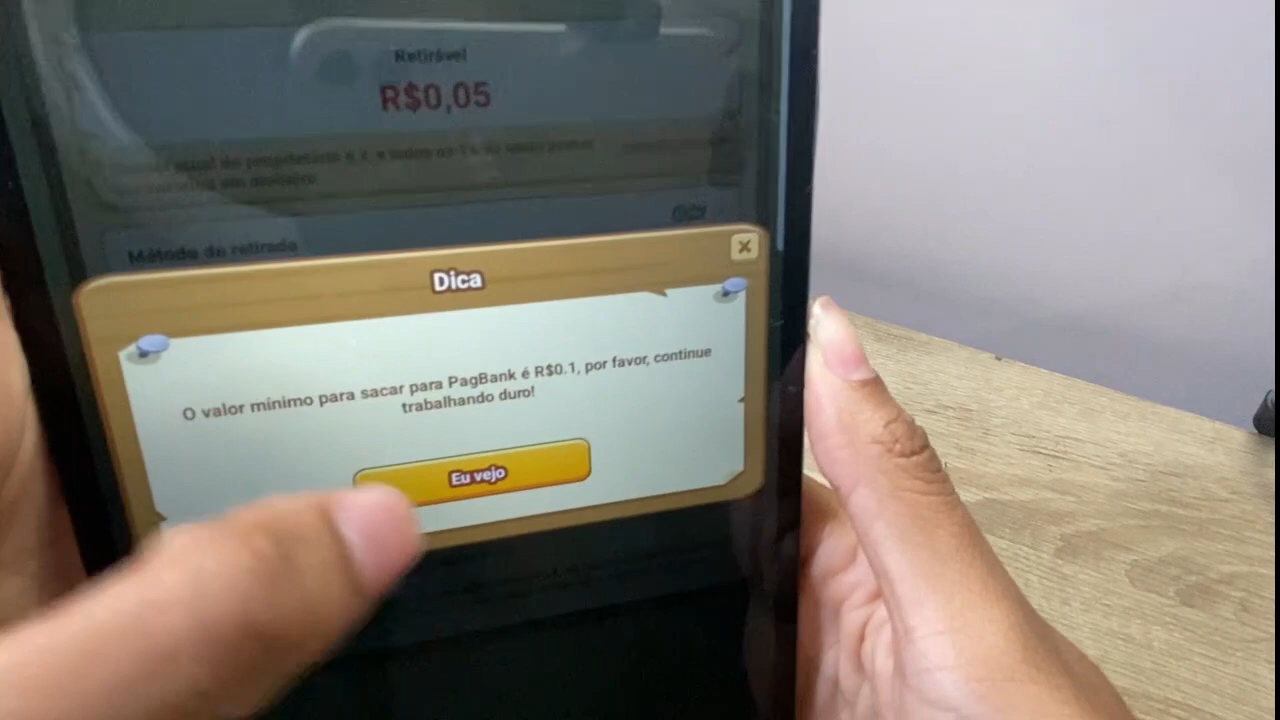 Retirável
R$0,05
Método de retirada
Dica
O valor mínimo para sacar para PagBank é R$0.1, por favor, continue
trabalhando duro!
Eu vejo